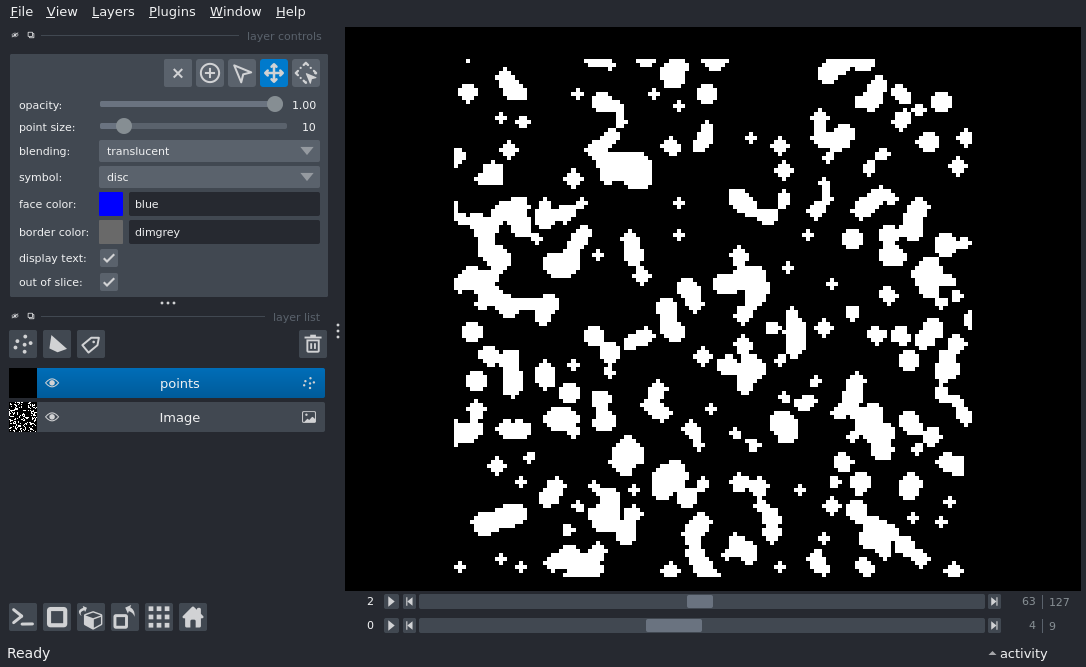 File View Layers Plugins Window Help
layer controls
opacity: 1.00
point size: 10
blending: translucent
symbol: disc
face color: blue
border color: dimgrey
display text:
out of slice:
layer list
points
Image
2 63 127
0 4 9
Ready activity